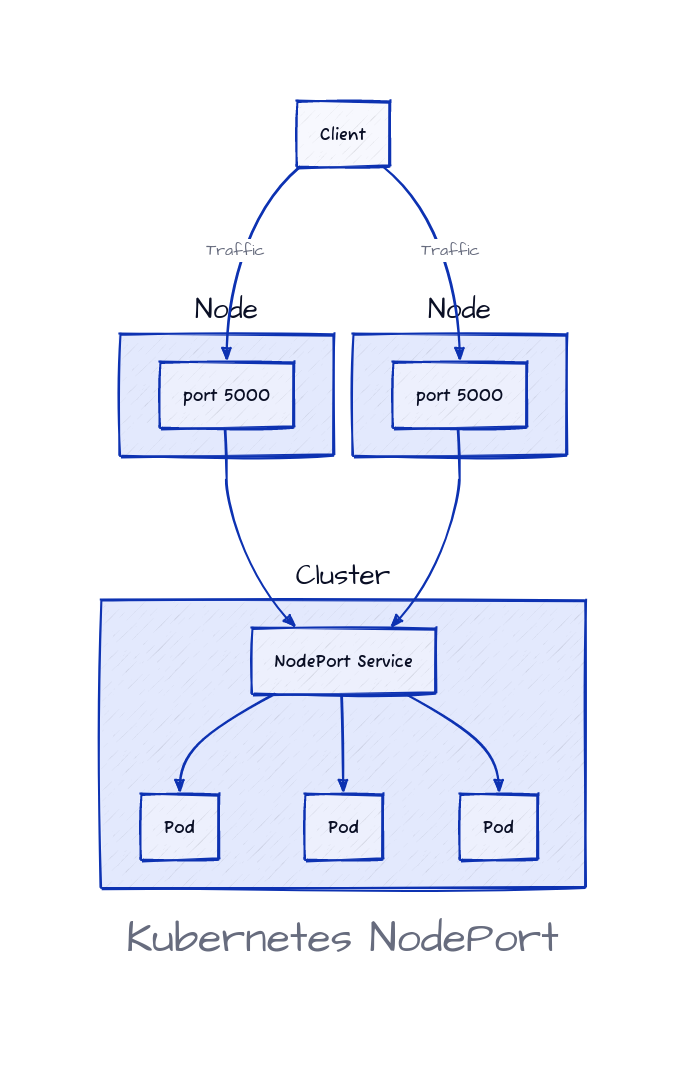 Client
Traffic
Traffic
Node
Node
port 5000
port 5000
Cluster
NodePort Service
Pod
Pod
Pod
Kubernetes NodePort